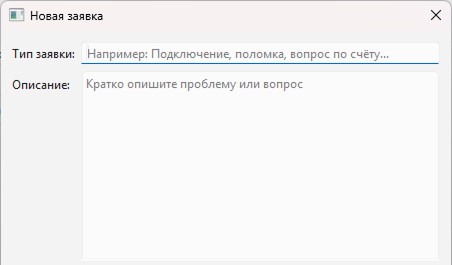 Новая заявка
Тип заявки: Например: Подключение, поломка, вопрос по счёту...
Описание: Кратко опишите проблему или вопрос